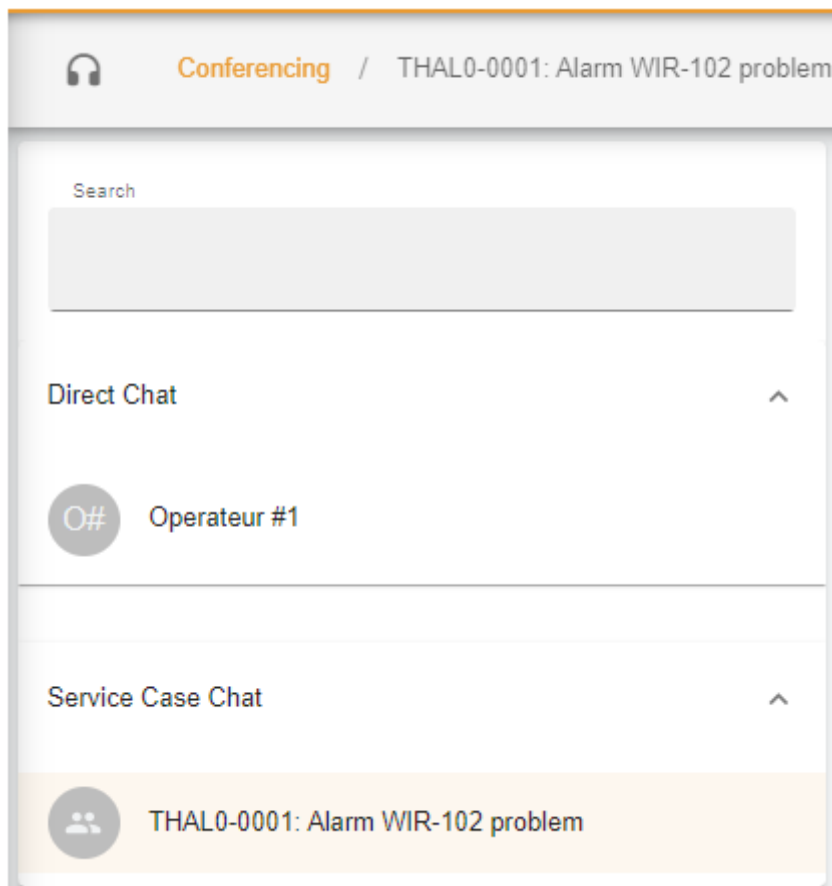 Conferencing / THAL0-0001: Alarm WIR-102 problem
Search
Direct Chat
O# Operateur #1
Service Case Chat
THAL0-0001: Alarm WIR-102 problem